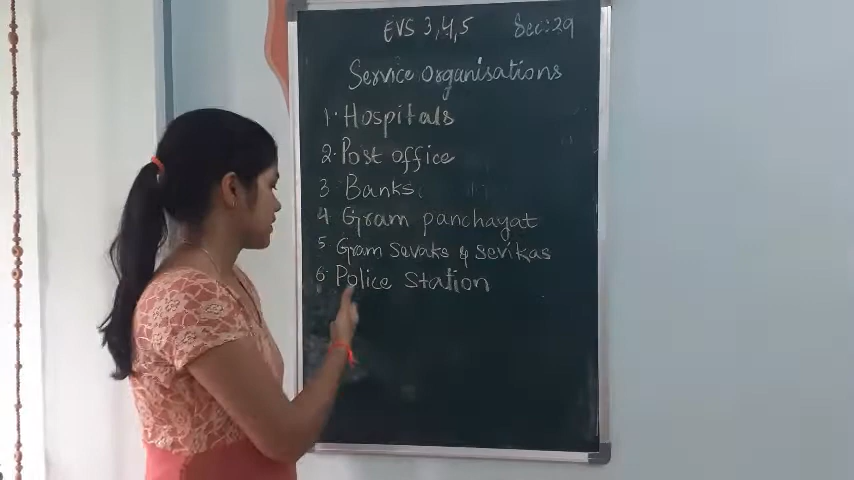 EVS 3,4,5 Sec:29
Service organisations
1. Hospitals
2. Post office
3. Banks.
4 Gram panchayat
5 Gram sevaks & sevikas
6. Police station